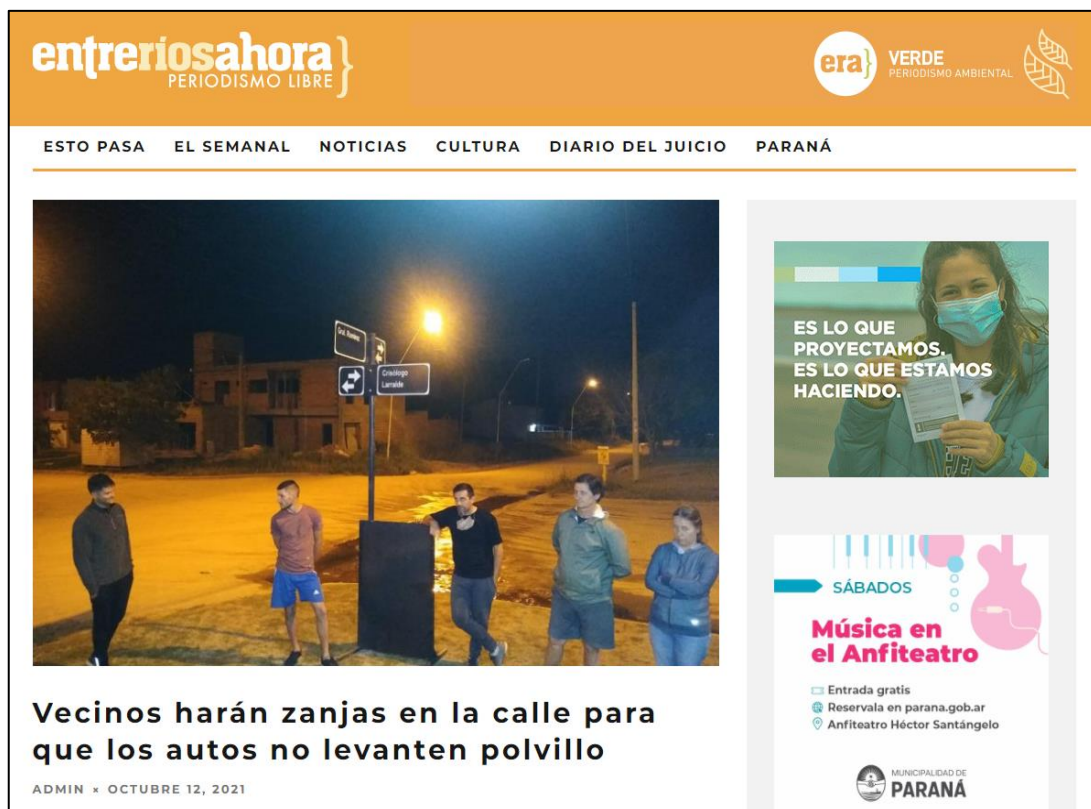 entreríosahora}
PERIODISMO LIBRE
era}
VERDE
PERIODISMO AMBIENTAL
ESTO PASA EL SEMANAL NOTICIAS CULTURA DIARIO DEL JUICIO PARANÁ
Crisólogo
Larralde
ES LO QUE
PROYECTAMOS.
ES LO QUE ESTAMOS
HACIENDO.
SÁBADOS
Música en
el Anfiteatro
Entrada gratis
Reservala en parana.gob.ar
Anfiteatro Héctor Santángelo
MUNICIPALIDAD DE
PARANÁ
Vecinos harán zanjas en la calle para
que los autos no levanten polvillo
ADMIN × OCTUBRE 12, 2021